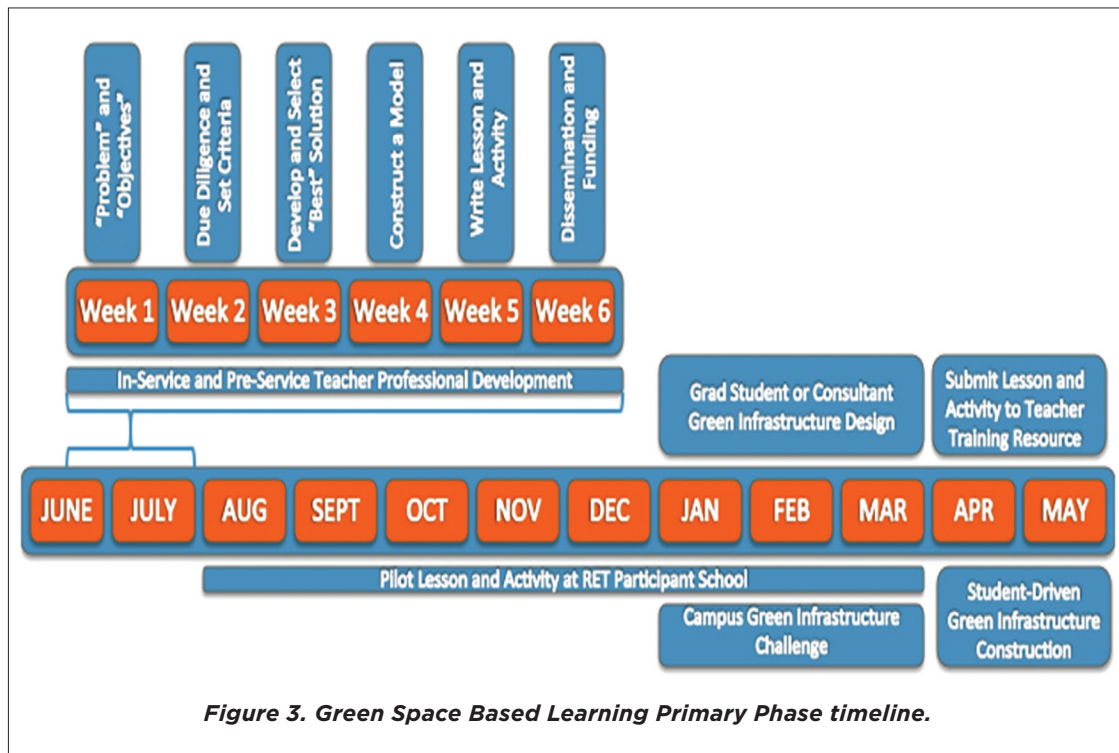 "Problem" and
"Objectives"
Due Diligence and
Set Criteria
Develop and Select
"Best" Solution
Construct a Model
Write Lesson and
Activity
Dissemination and
Funding
Week 1
Week 2
Week 3
Week 4
Week 5
Week 6
In-Service and Pre-Service Teacher Professional Development
Grad Student or Consultant
Green Infrastructure Design
Submit Lesson and
Activity to Teacher
Training Resource
JUNE
JULY
AUG
SEPT
OCT
NOV
DEC
JAN
FEB
MAR
APR
MAY
Pilot Lesson and Activity at RET Participant School
Campus Green Infrastructure
Challenge
Student-Driven
Green Infrastructure
Construction
Figure 3. Green Space Based Learning Primary Phase timeline.